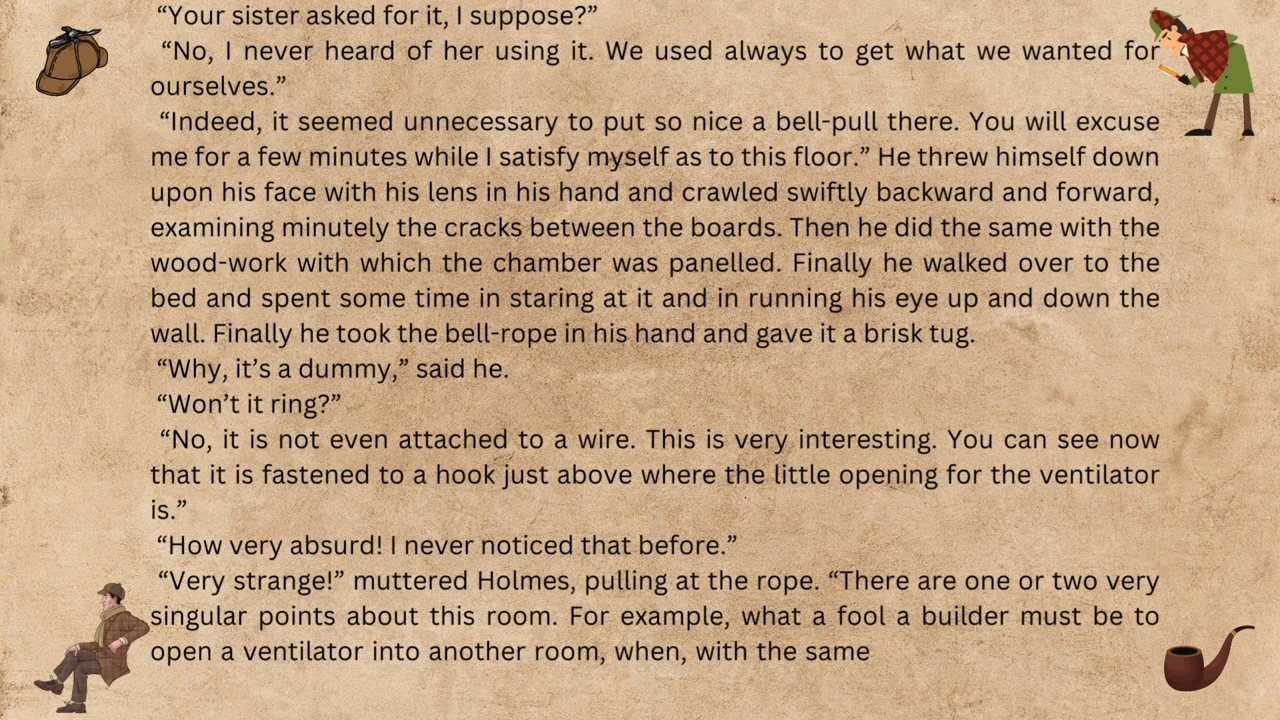 “Your sister asked for it, I suppose?”
“No, I never heard of her using it. We used always to get what we wanted for
ourselves.”
“Indeed, it seemed unnecessary to put so nice a bell-pull there. You will excuse
me for a few minutes while I satisfy myself as to this floor.” He threw himself down
upon his face with his lens in his hand and crawled swiftly backward and forward,
examining minutely the cracks between the boards. Then he did the same with the
wood-work with which the chamber was panelled. Finally he walked over to the
bed and spent some time in staring at it and in running his eye up and down the
wall. Finally he took the bell-rope in his hand and gave it a brisk tug.
“Why, it’s a dummy,” said he.
“Won’t it ring?”
“No, it is not even attached to a wire. This is very interesting. You can see now
that it is fastened to a hook just above where the little opening for the ventilator
is.”
“How very absurd! I never noticed that before.”
“Very strange!” muttered Holmes, pulling at the rope. “There are one or two very
singular points about this room. For example, what a fool a builder must be to
open a ventilator into another room, when, with the same